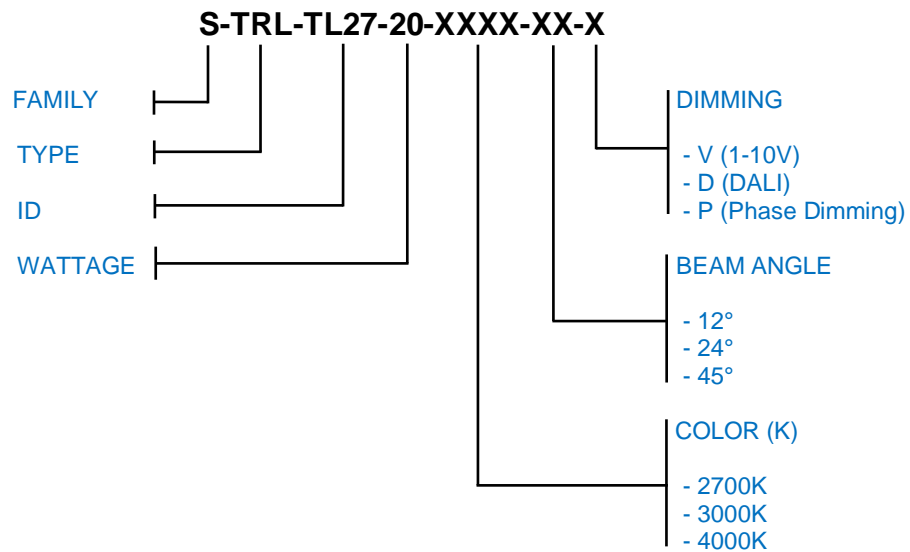 S-TRL-TL27-20-XXXX-XX-X
FAMILY
TYPE
ID
WATTAGE
DIMMING
- V (1-10V)
- D (DALI)
- P (Phase Dimming)
BEAM ANGLE
- 12°
- 24°
- 45°
COLOR (K)
- 2700K
- 3000K
- 4000K